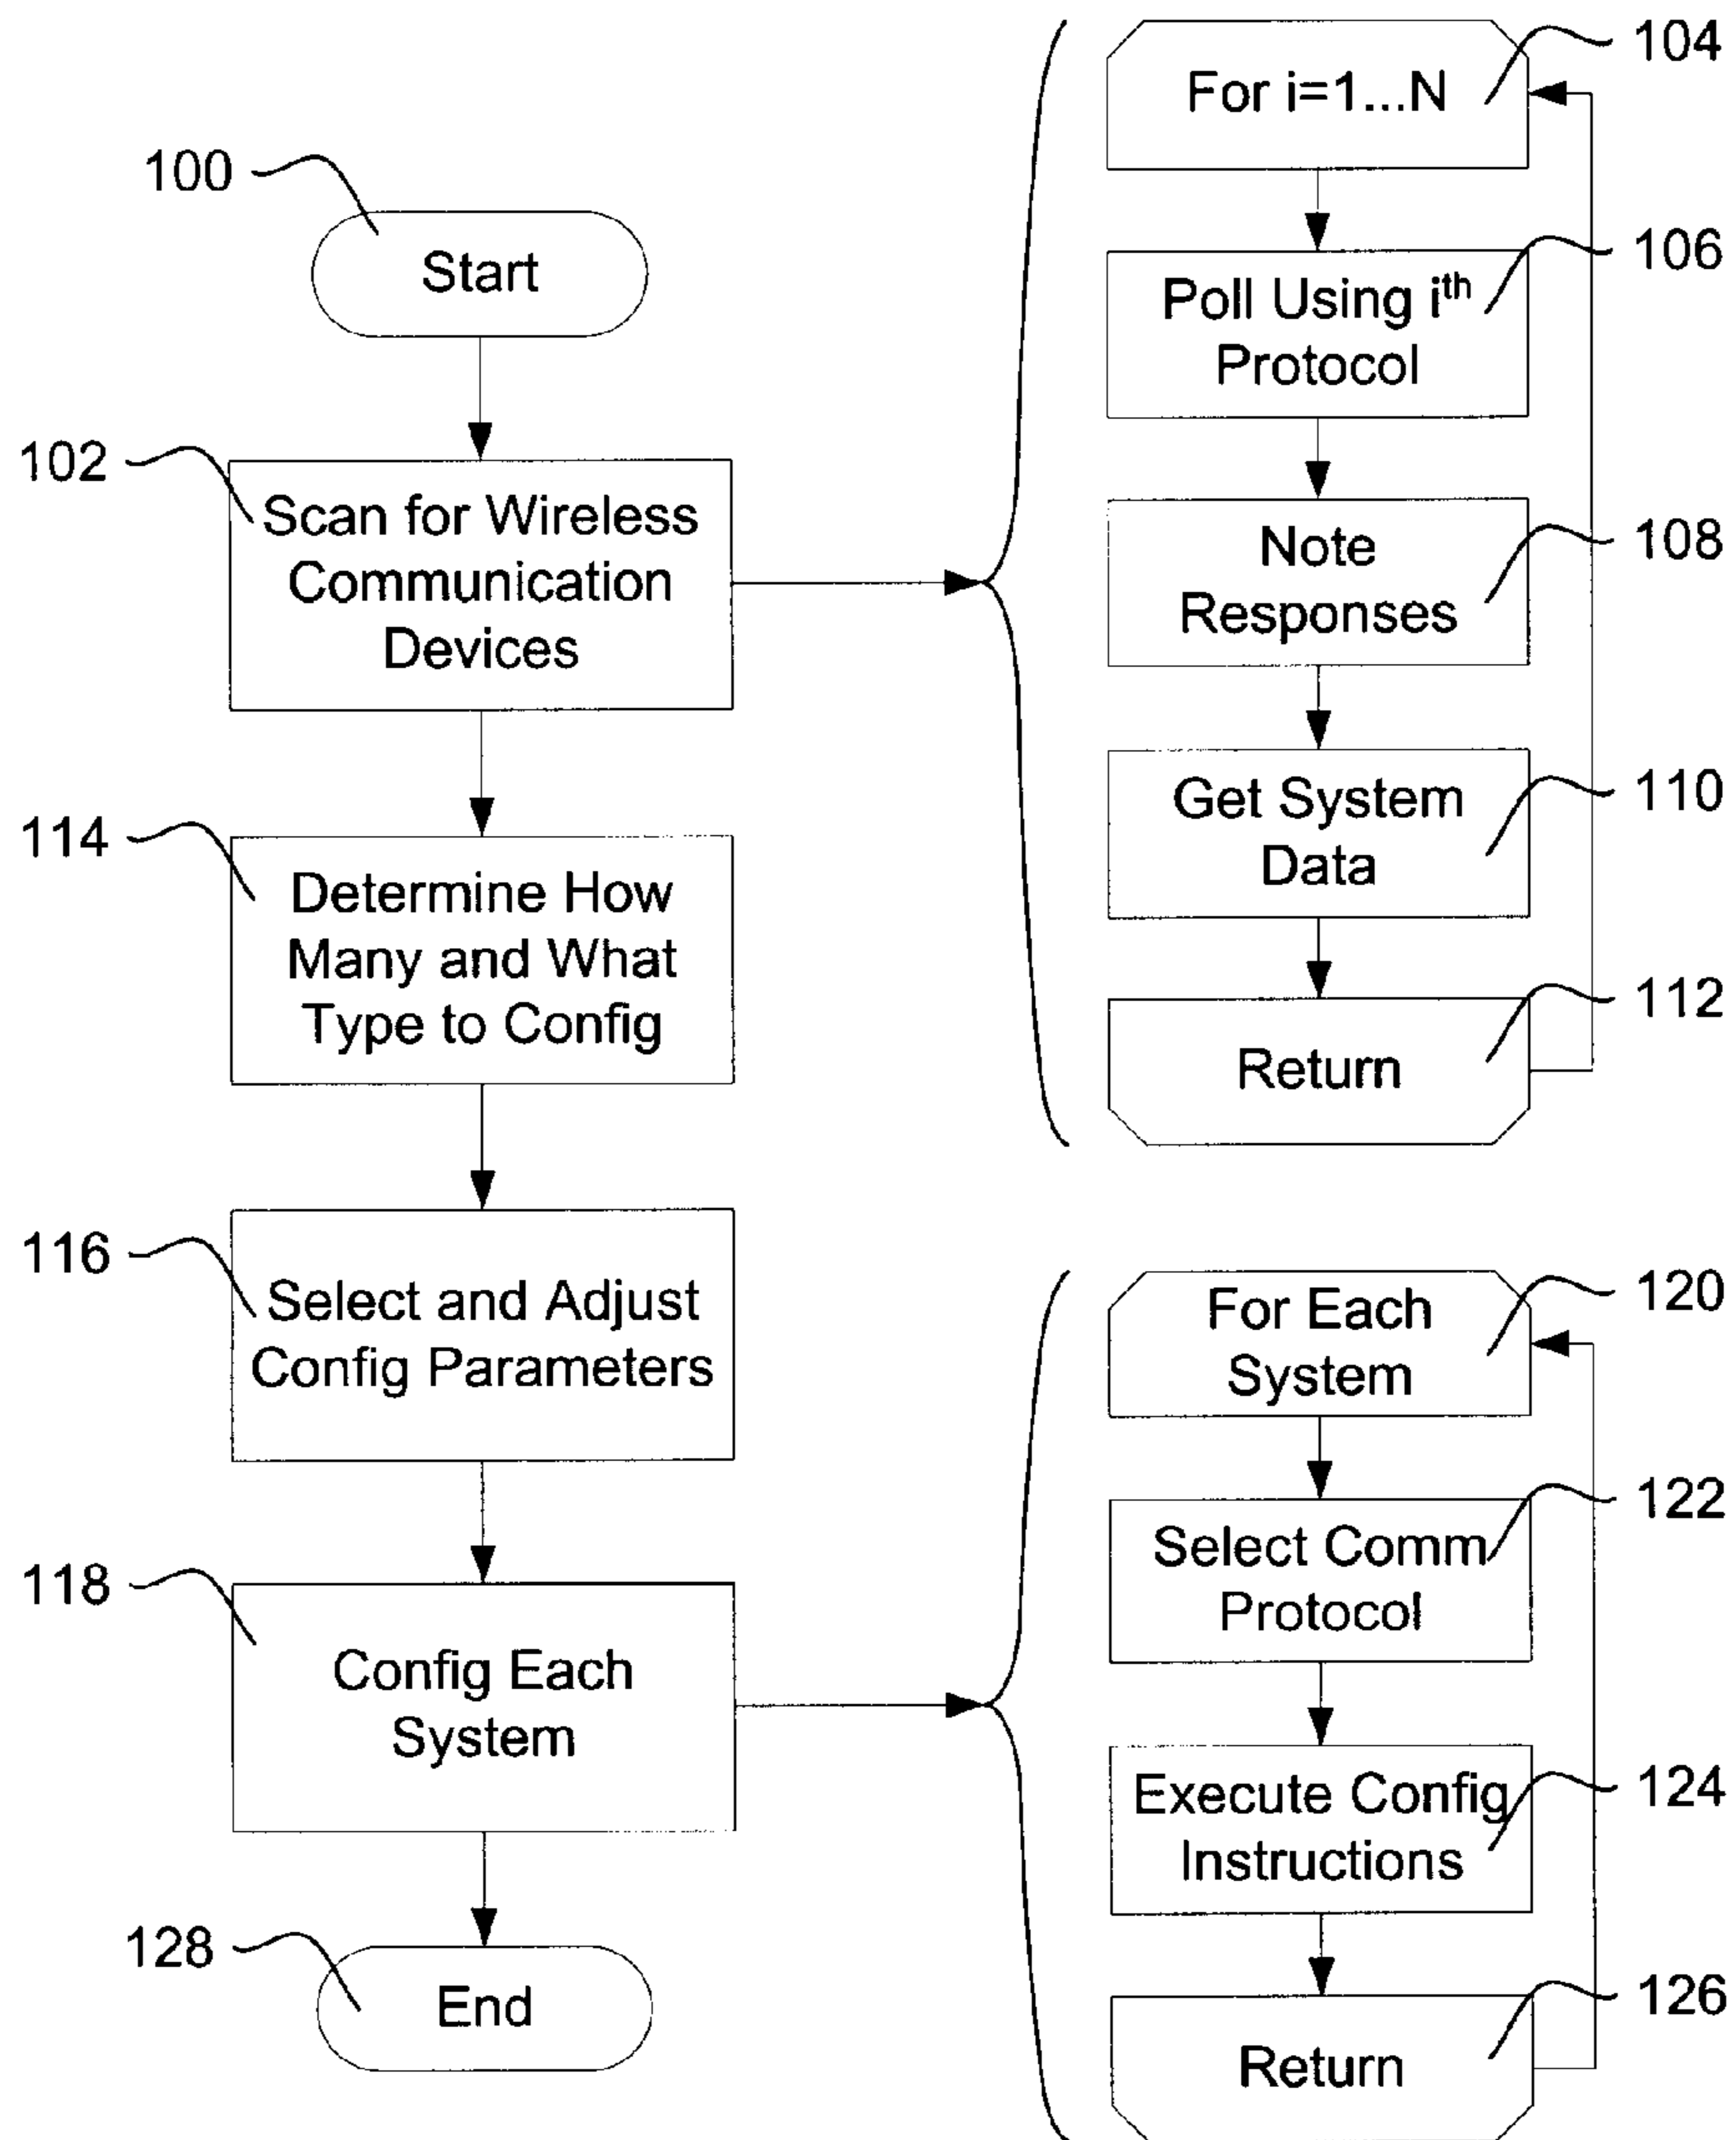 100
Start
102
Scan for Wireless
Communication
Devices
114
Determine How
Many and What
Type to Config
116
Select and Adjust
Config Parameters
118
Config Each
System
128
End
104
For i=1...N
106
Poll Using ith
Protocol
108
Note
Responses
110
Get System
Data
112
Return
120
For Each
System
122
Select Comm
Protocol
124
Execute Config
Instructions
126
Return